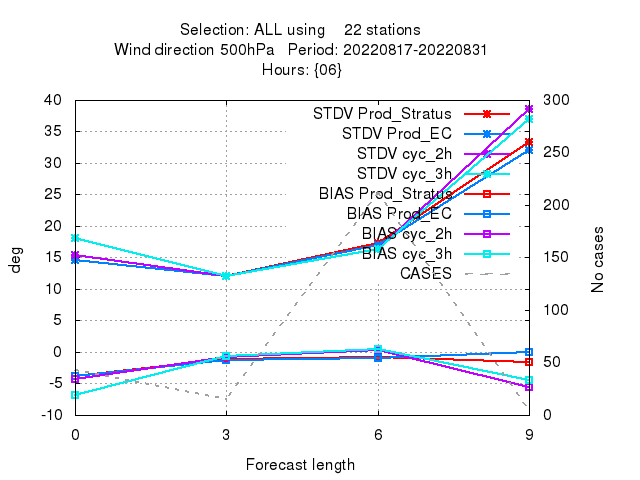 Selection: ALL using    22 stations
Wind direction 500hPa   Period: 20220817-20220831
Hours: {06}
40
35
30
25
20
15
10
5
0
-5
-10
deg
300
250
200
150
100
50
0
No cases
STDV Prod_Stratus
STDV Prod_EC
STDV cyc_2h
STDV cyc_3h
BIAS Prod_Stratus
BIAS Prod_EC
BIAS cyc_2h
BIAS cyc_3h
CASES
0 3 6 9
Forecast length